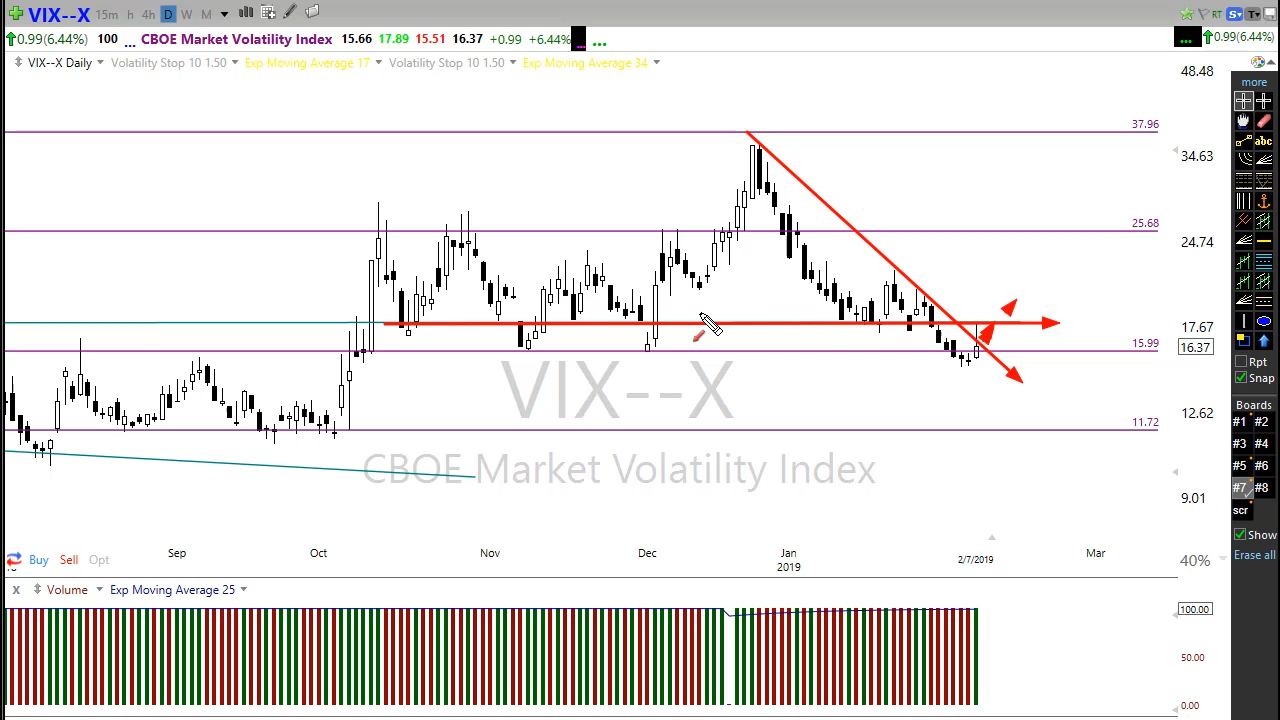 VIX--X 15m h 4h D W M
RT S T
0.99(6.44%) 100 ... CBOE Market Volatility Index 15.66 17.89 15.51 16.37 +0.99 +6.44% ... ... 0.99(6.44%)
VIX--X Daily Volatility Stop 10 1.50 Exp Moving Average 17 Volatility Stop 10 1.50 Exp Moving Average 34
more
48.48
37.96
abc
34.63
25.68
24.74
17.67
15.99
16.37
VIX--X
Rpt
Snap
11.72
12.62
Boards
#1 #2
#3 #4
#5 #6
#7 #8
scr
CBOE Market Volatility Index
9.01
Show
Erase all
Sep Oct Nov Dec Jan 2/7/2019 Mar
2019
Buy Sell Opt
40%
x Volume Exp Moving Average 25
100.00
50.00
0.00